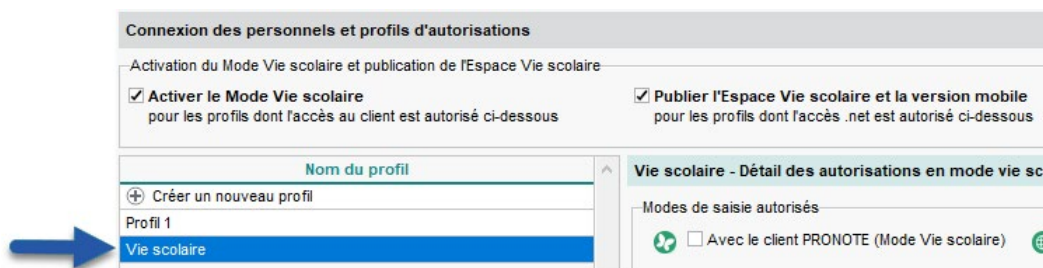 Connexion des personnels et profils d'autorisations
Activation du Mode Vie scolaire et publication de l'Espace Vie scolaire
Activer le Mode Vie scolaire
pour les profils dont l'accès au client est autorisé ci-dessous
Publier l'Espace Vie scolaire et la version mobile
pour les profils dont l'accès .net est autorisé ci-dessous
Nom du profil
Créer un nouveau profil
Profil 1
Vie scolaire
Vie scolaire - Détail des autorisations en mode vie sc
Modes de saisie autorisés
Avec le client PRONOTE (Mode Vie scolaire)